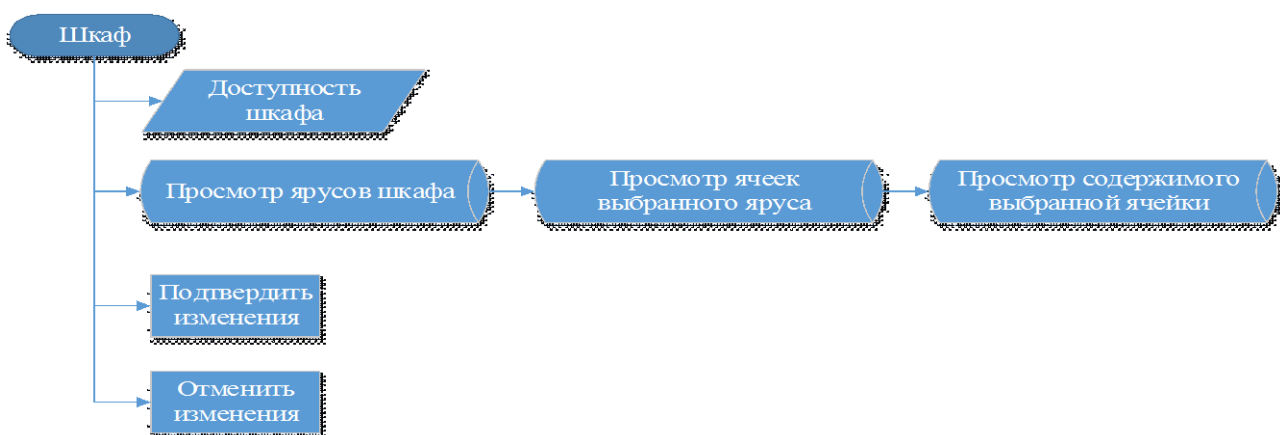 Шкаф
Доступность
шкафа
Просмотр ярусов шкафа
Просмотр ячеек
выбранного яруса
Просмотр содержимого
выбранной ячейки
Подтвердить
изменения
Отменить
изменения